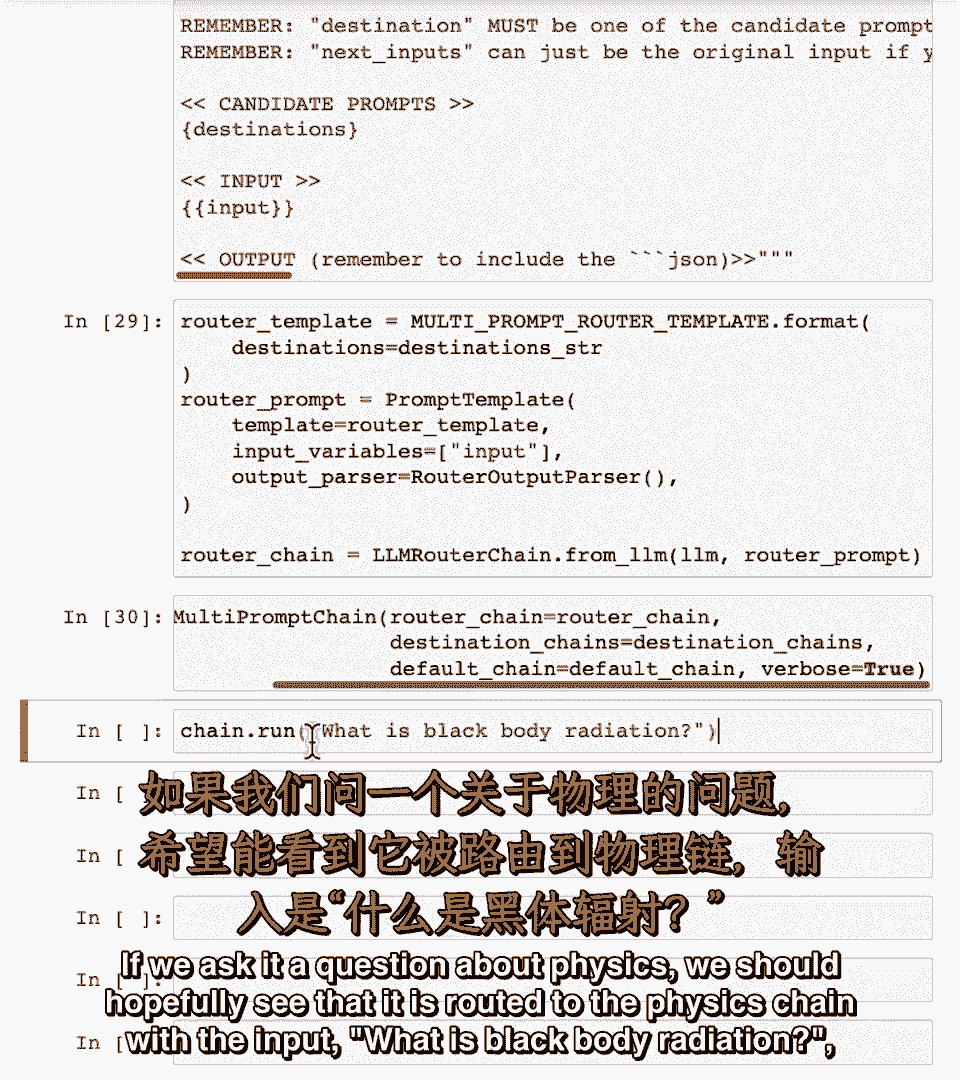 REMEMBER: "destination" MUST be one of the candidate prompt
REMEMBER: "next_inputs" can just be the original input if y
<< CANDIDATE PROMPTS >>
{destinations}
<< INPUT >>
{{input}}
<< OUTPUT (remember to include the ```json)>>"""
In [29]: router_template = MULTI_PROMPT_ROUTER_TEMPLATE.format(
destinations=destinations_str
)
router_prompt = PromptTemplate(
template=router_template,
input_variables=["input"],
output_parser=RouterOutputParser(),
)
router_chain = LLMRouterChain.from_llm(llm, router_prompt)
In [30]: MultiPromptChain(router_chain=router_chain,
destination_chains=destination_chains,
default_chain=default_chain, verbose=True)
In [ ]: chain.run("What is black body radiation?")
In [
如果我们问一个关于物理的问题，
In [
希望能看到它被路由到物理链，输
In [ ]:
入是“什么是黑体辐射？”
In [ ]:
If we ask it a question about physics, we should
hopefully see that it is routed to the physics chain
In [
with the input, "What is black body radiation?",